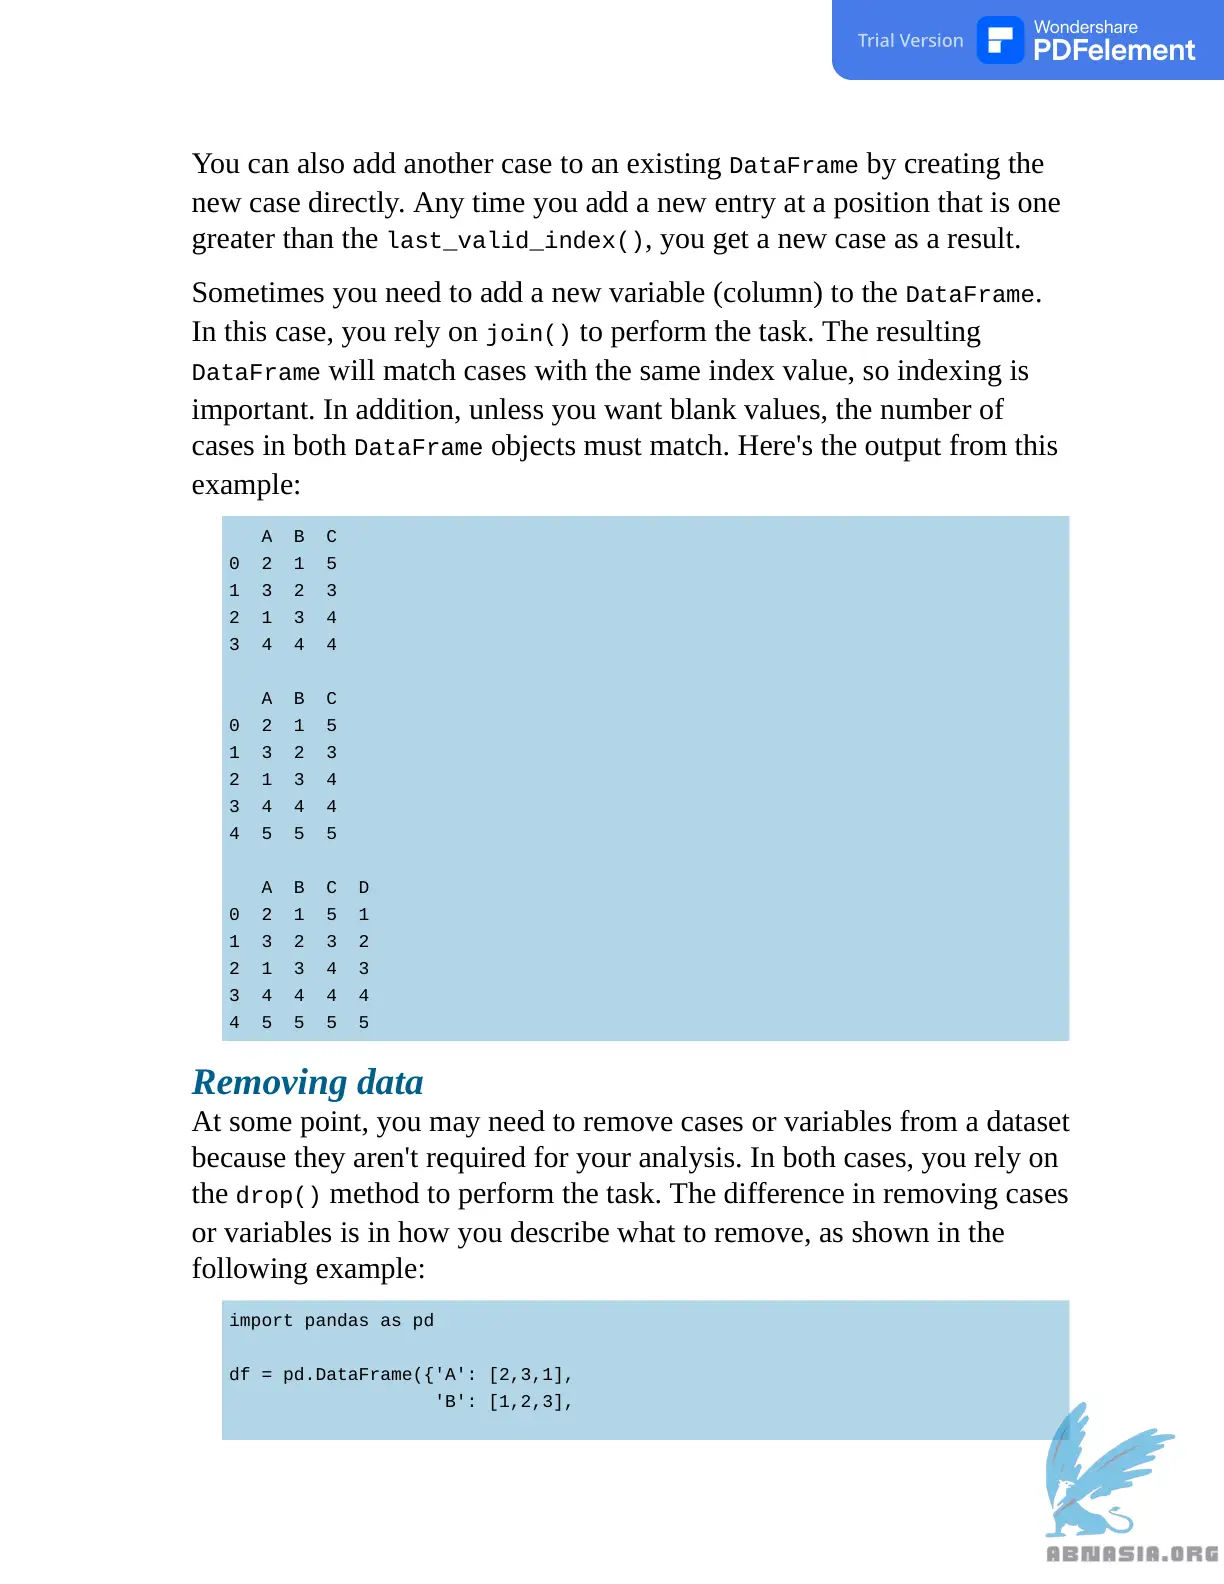 Trial Version
Wondershare
PDFelement
You can also add another case to an existing DataFrame by creating the
new case directly. Any time you add a new entry at a position that is one
greater than the last_valid_index(), you get a new case as a result.
Sometimes you need to add a new variable (column) to the DataFrame.
In this case, you rely on join() to perform the task. The resulting
DataFrame will match cases with the same index value, so indexing is
important. In addition, unless you want blank values, the number of
cases in both DataFrame objects must match. Here's the output from this
example:
   A  B  C
0  2  1  5
1  3  2  3
2  1  3  4
3  4  4  4
   A  B  C
0  2  1  5
1  3  2  3
2  1  3  4
3  4  4  4
4  5  5  5
   A  B  C  D
0  2  1  5  1
1  3  2  3  2
2  1  3  4  3
3  4  4  4  4
4  5  5  5  5
Removing data
At some point, you may need to remove cases or variables from a dataset
because they aren't required for your analysis. In both cases, you rely on
the drop() method to perform the task. The difference in removing cases
or variables is in how you describe what to remove, as shown in the
following example:
import pandas as pd
df = pd.DataFrame({'A': [2,3,1],
                   'B': [1,2,3],
ABNASIA.ORG